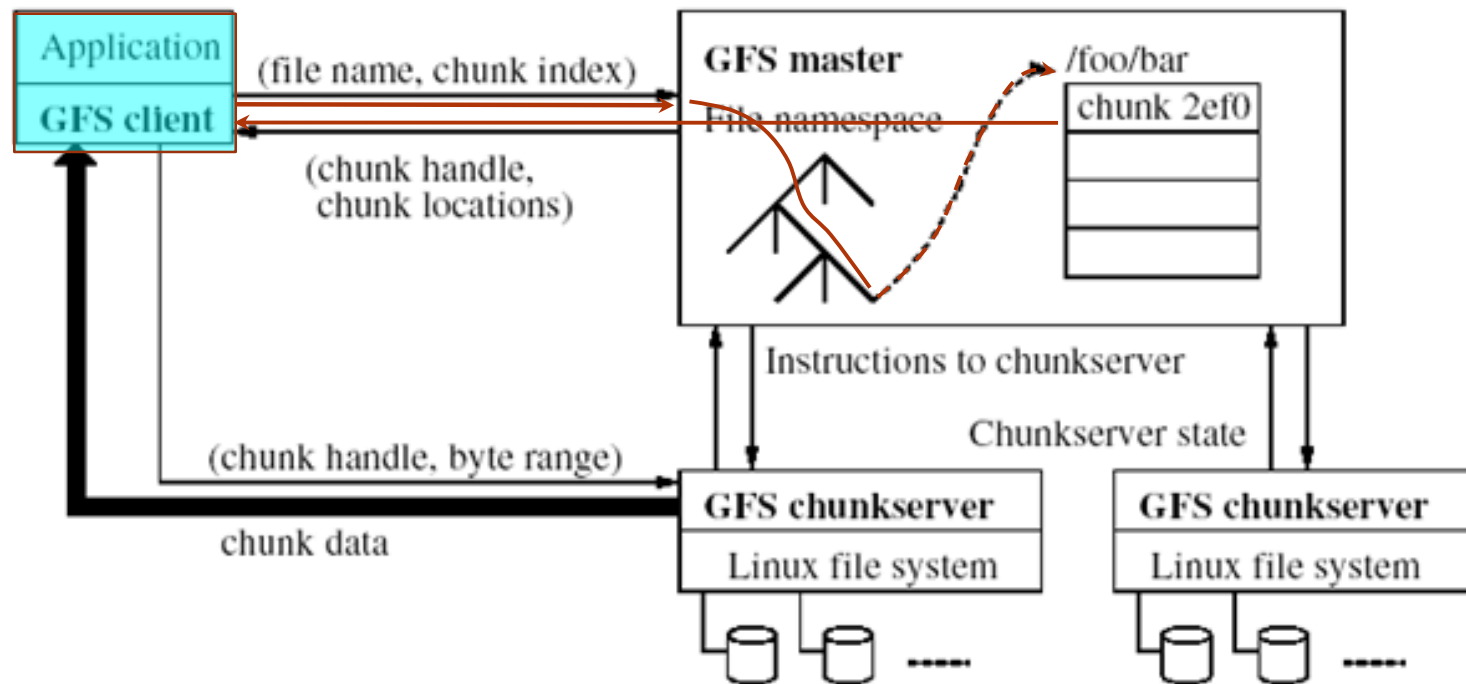 Application
GFS client
(file name, chunk index)
(chunk handle,
chunk locations)
GFS master
File namespace
/foo/bar
chunk 2ef0
Instructions to chunkserver
Chunkserver state
(chunk handle, byte range)
chunk data
GFS chunkserver
Linux file system
GFS chunkserver
Linux file system